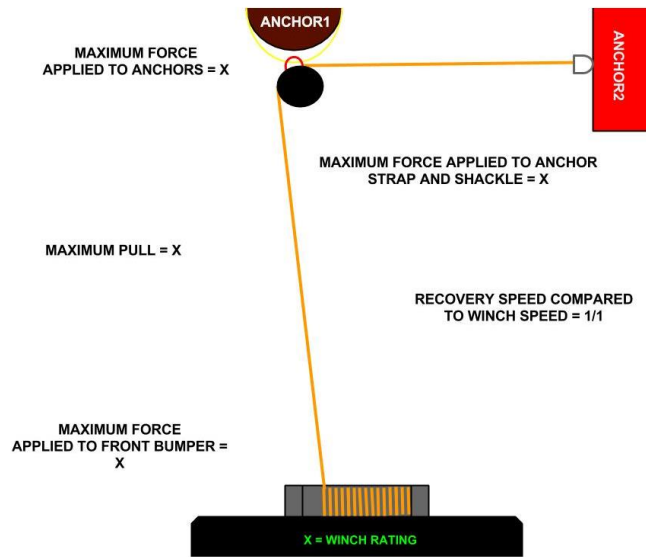 ANCHOR1
MAXIMUM FORCE
APPLIED TO ANCHORS = X
ANCHOR2
MAXIMUM FORCE APPLIED TO ANCHOR
STRAP AND SHACKLE = X
MAXIMUM PULL = X
RECOVERY SPEED COMPARED
TO WINCH SPEED = 1/1
MAXIMUM FORCE
APPLIED TO FRONT BUMPER =
X
X = WINCH RATING